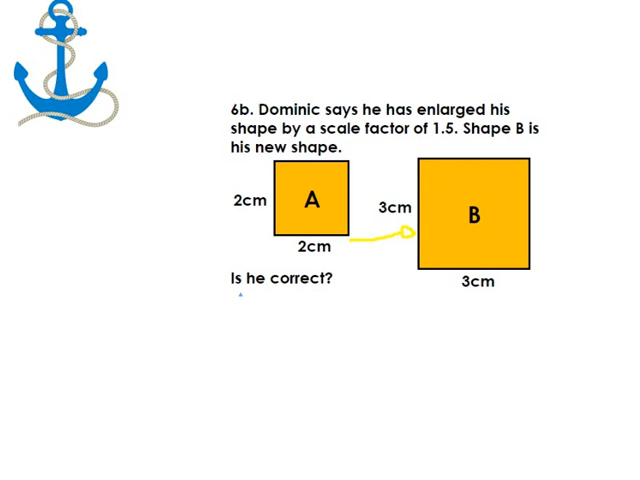 6b. Dominic says he has enlarged his
shape by a scale factor of 1.5. Shape B is
his new shape.
2cm
A
2cm
3cm
B
3cm
Is he correct?